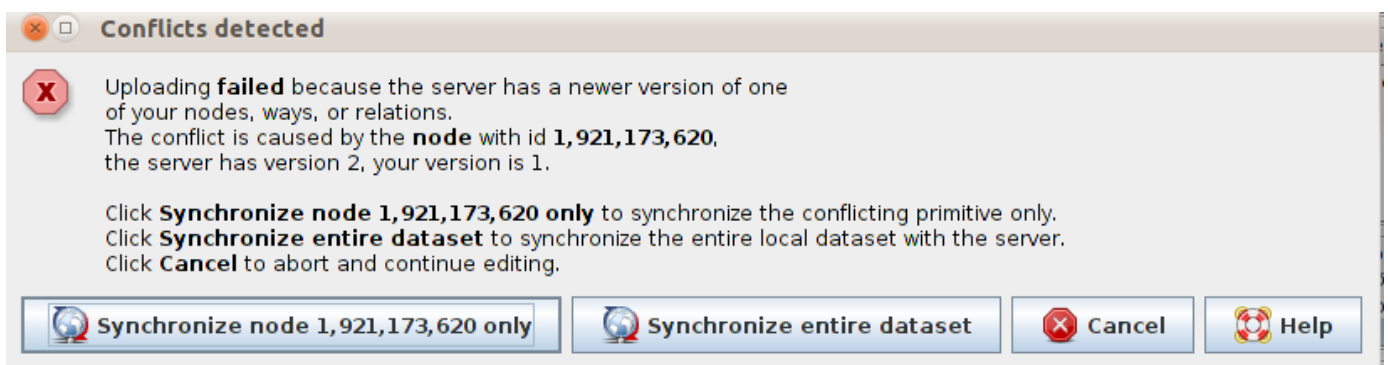 Conflicts detected
Uploading failed because the server has a newer version of one
of your nodes, ways, or relations.
The conflict is caused by the node with id 1,921,173,620,
the server has version 2, your version is 1.
Click Synchronize node 1,921,173,620 only to synchronize the conflicting primitive only.
Click Synchronize entire dataset to synchronize the entire local dataset with the server.
Click Cancel to abort and continue editing.
Synchronize node 1,921,173,620 only
Synchronize entire dataset
Cancel
Help